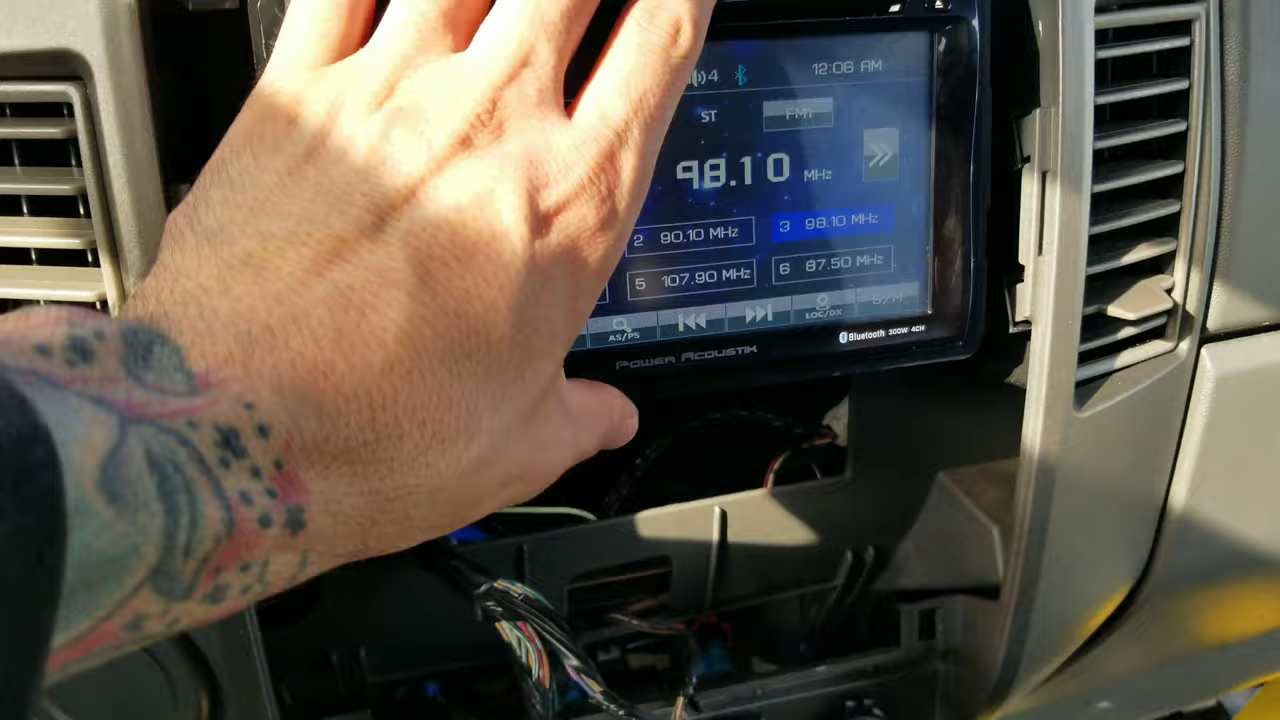 4 12:06 AM
ST FM1
98.10 MHz
2 90.10 MHz 3 98.10 MHz
5 107.90 MHz 6 87.50 MHz
AS/PS LOC/DX S/M
POWER ACOUSTIK Bluetooth 300W 4CH